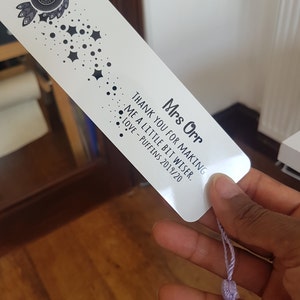 Mrs Orr
THANK YOU FOR MAKING
ME A LITTLE BIT WISER.
LOVE, PUFFINS 2019/20